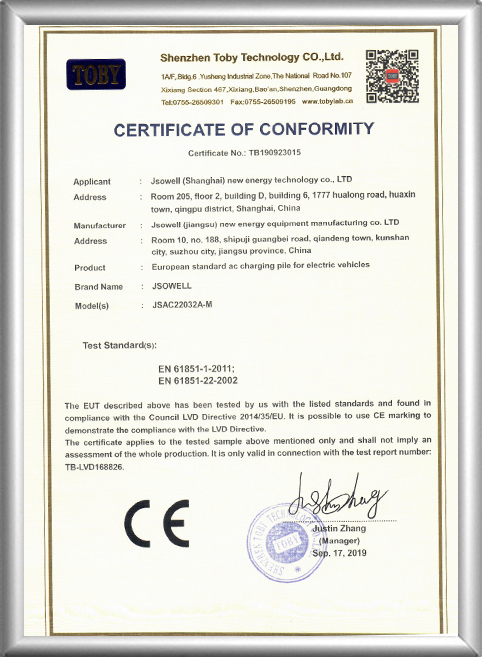 TOBY
Shenzhen Toby Technology CO.,Ltd.
1A/F,Bldg.6 ,Yusheng Industrial Zone,The National Road No.107
Xixiang Section 467,Xixiang,Bao'an,Shenzhen,Guangdong
Tel:0755-26509301 Fax:0755-26509195 www.tobylab.cn
CERTIFICATE OF CONFORMITY
Certificate No.: TB190923015
Applicant : Jsowell (Shanghai) new energy technology co., LTD
Address : Room 205, floor 2, building D, building 6, 1777 hualong road, huaxin
town, qingpu district, Shanghai, China
Manufacturer : Jsowell (jiangsu) new energy equipment manufacturing co. LTD
Address : Room 10, no. 188, shipuji guangbei road, qiandeng town, kunshan
city, suzhou city, jiangsu province, China
Product : European standard ac charging pile for electric vehicles
Brand Name : JSOWELL
Model(s) : JSAC22032A-M
Test Standard(s):
EN 61851-1-2011;
EN 61851-22-2002
The EUT described above has been tested by us with the listed standards and found in
compliance with the Council LVD Directive 2014/35/EU. It is possible to use CE marking to
demonstrate the compliance with the LVD Directive.
The certificate applies to the tested sample above mentioned only and shall not imply an
assessment of the whole production. It is only valid in connection with the test report number:
TB-LVD168826.
CE
TOBY
Justin Zhang
(Manager)
Sep. 17, 2019